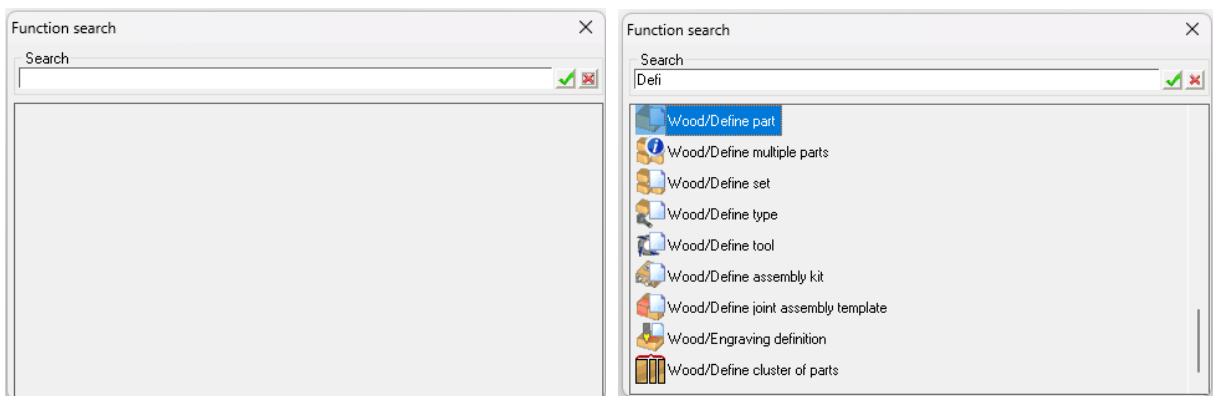 Function search
Search
Function search
Search
Defi
Wood/Define part
Wood/Define multiple parts
Wood/Define set
Wood/Define type
Wood/Define tool
Wood/Define assembly kit
Wood/Define joint assembly template
Wood/Engraving definition
Wood/Define cluster of parts